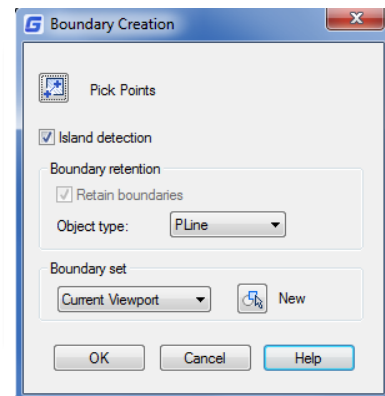 Boundary Creation
Pick Points
Island detection
Boundary retention
Retain boundaries
Object type: PLine
Boundary set
Current Viewport New
OK Cancel Help